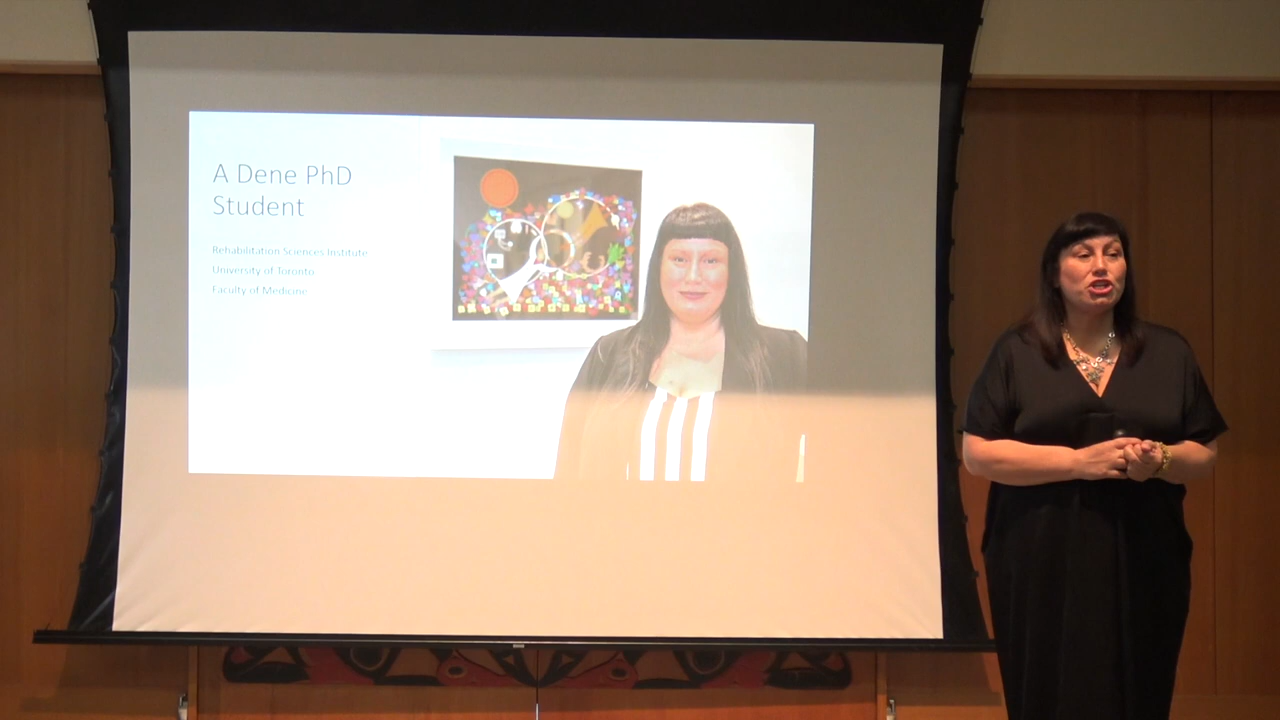 A Dene PhD
Student
Rehabilitation Sciences Institute
University of Toronto
Faculty of Medicine